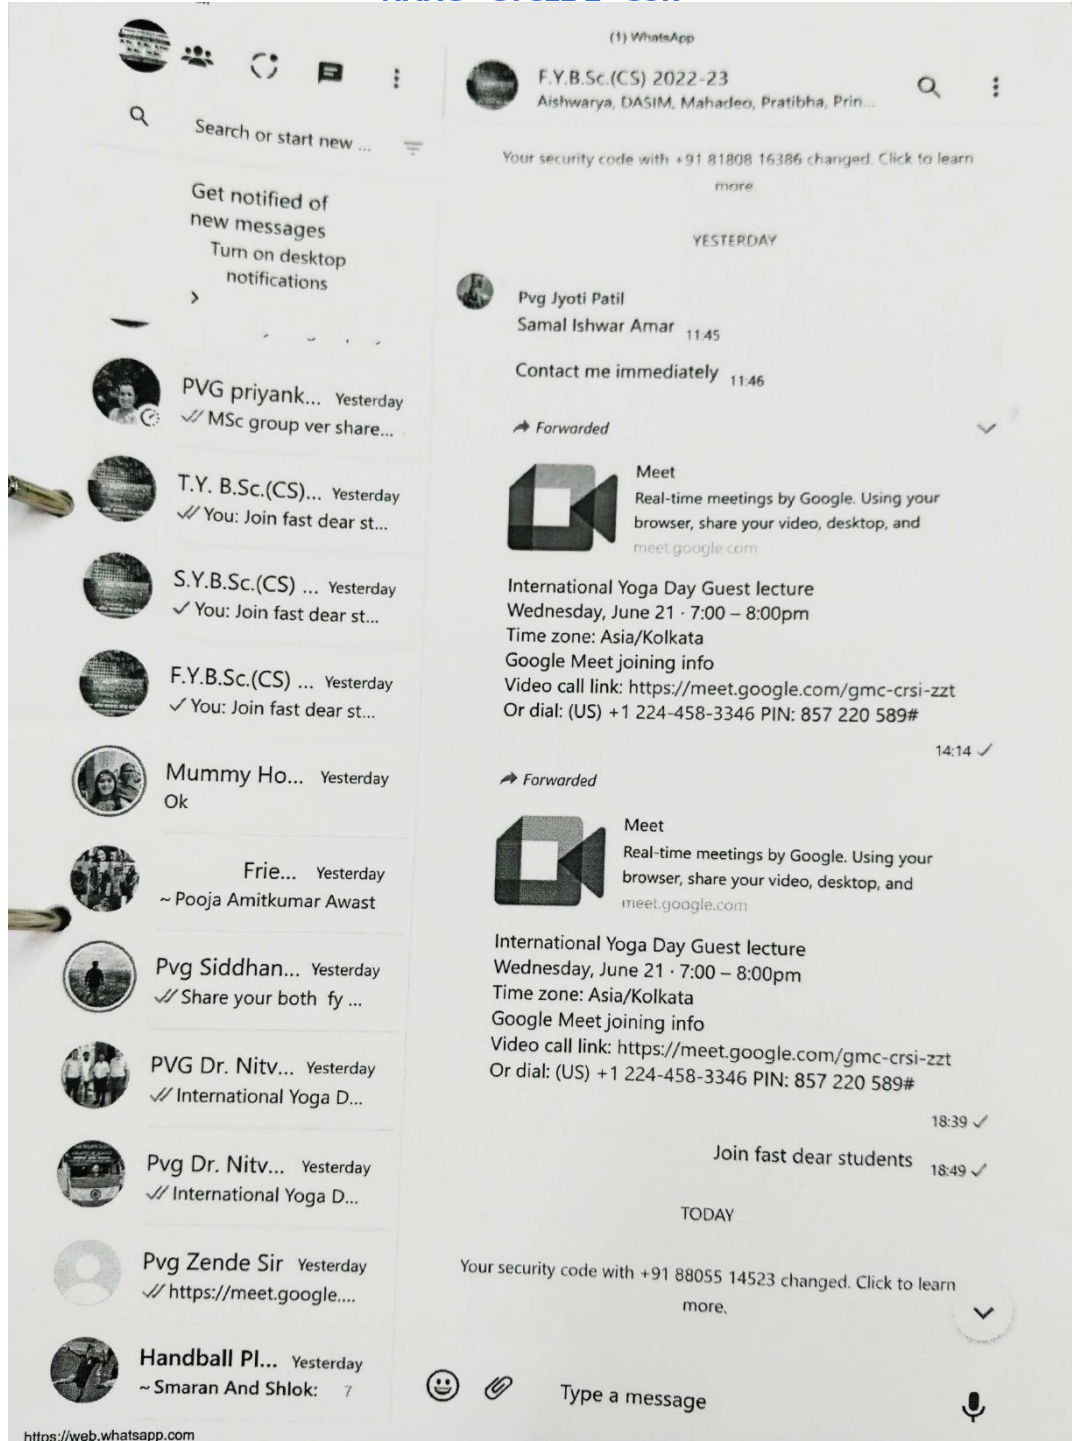 (1) WhatsApp
Search or start new ...
Get notified of
new messages
Turn on desktop
notifications
PVG priyank... Yesterday
MSc group ver share...
T.Y. B.Sc.(CS)... Yesterday
You: Join fast dear st...
S.Y.B.Sc.(CS) ... Yesterday
You: Join fast dear st...
F.Y.B.Sc.(CS) ... Yesterday
You: Join fast dear st...
Mummy Ho... Yesterday
Ok
Frie... Yesterday
~ Pooja Amitkumar Awast
Pvg Siddhan... Yesterday
Share your both fy ...
PVG Dr. Nitv... Yesterday
International Yoga D...
Pvg Dr. Nitv... Yesterday
International Yoga D...
Pvg Zende Sir Yesterday
https://meet.google....
Handball Pl... Yesterday
~ Smaran And Shlok: 7
F.Y.B.Sc.(CS) 2022-23
Aishwarya, DASIM, Mahadeo, Pratibha, Prin...
Your security code with +91 81808 16386 changed. Click to learn
more.
YESTERDAY
Pvg Jyoti Patil
Samal Ishwar Amar 11:45
Contact me immediately 11:46
Forwarded
Meet
Real-time meetings by Google. Using your
browser, share your video, desktop, and
meet.google.com
International Yoga Day Guest lecture
Wednesday, June 21 · 7:00 – 8:00pm
Time zone: Asia/Kolkata
Google Meet joining info
Video call link: https://meet.google.com/gmc-crsi-zzt
Or dial: (US) +1 224-458-3346 PIN: 857 220 589#
14:14
Forwarded
Meet
Real-time meetings by Google. Using your
browser, share your video, desktop, and
meet.google.com
International Yoga Day Guest lecture
Wednesday, June 21 · 7:00 – 8:00pm
Time zone: Asia/Kolkata
Google Meet joining info
Video call link: https://meet.google.com/gmc-crsi-zzt
Or dial: (US) +1 224-458-3346 PIN: 857 220 589#
18:39
Join fast dear students 18:49
TODAY
Your security code with +91 88055 14523 changed. Click to learn
more.
Type a message
https://web.whatsapp.com